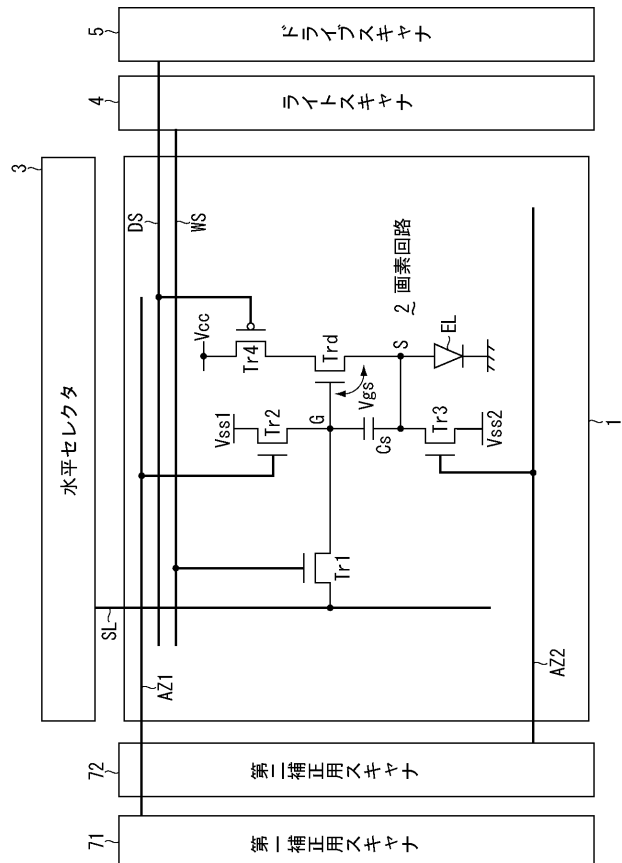 5
ドライブスキャナ
4
ライトスキャナ
3
水平セレクタ
DS
WS
Vcc
Tr4
Trd
2 画素回路
EL
S
Vgs
G
Vss1
Tr2
Cs
Tr3
Vss2
1
Tr1
SL
AZ1
AZ2
72
第二補正用スキャナ
71
第一補正用スキャナ